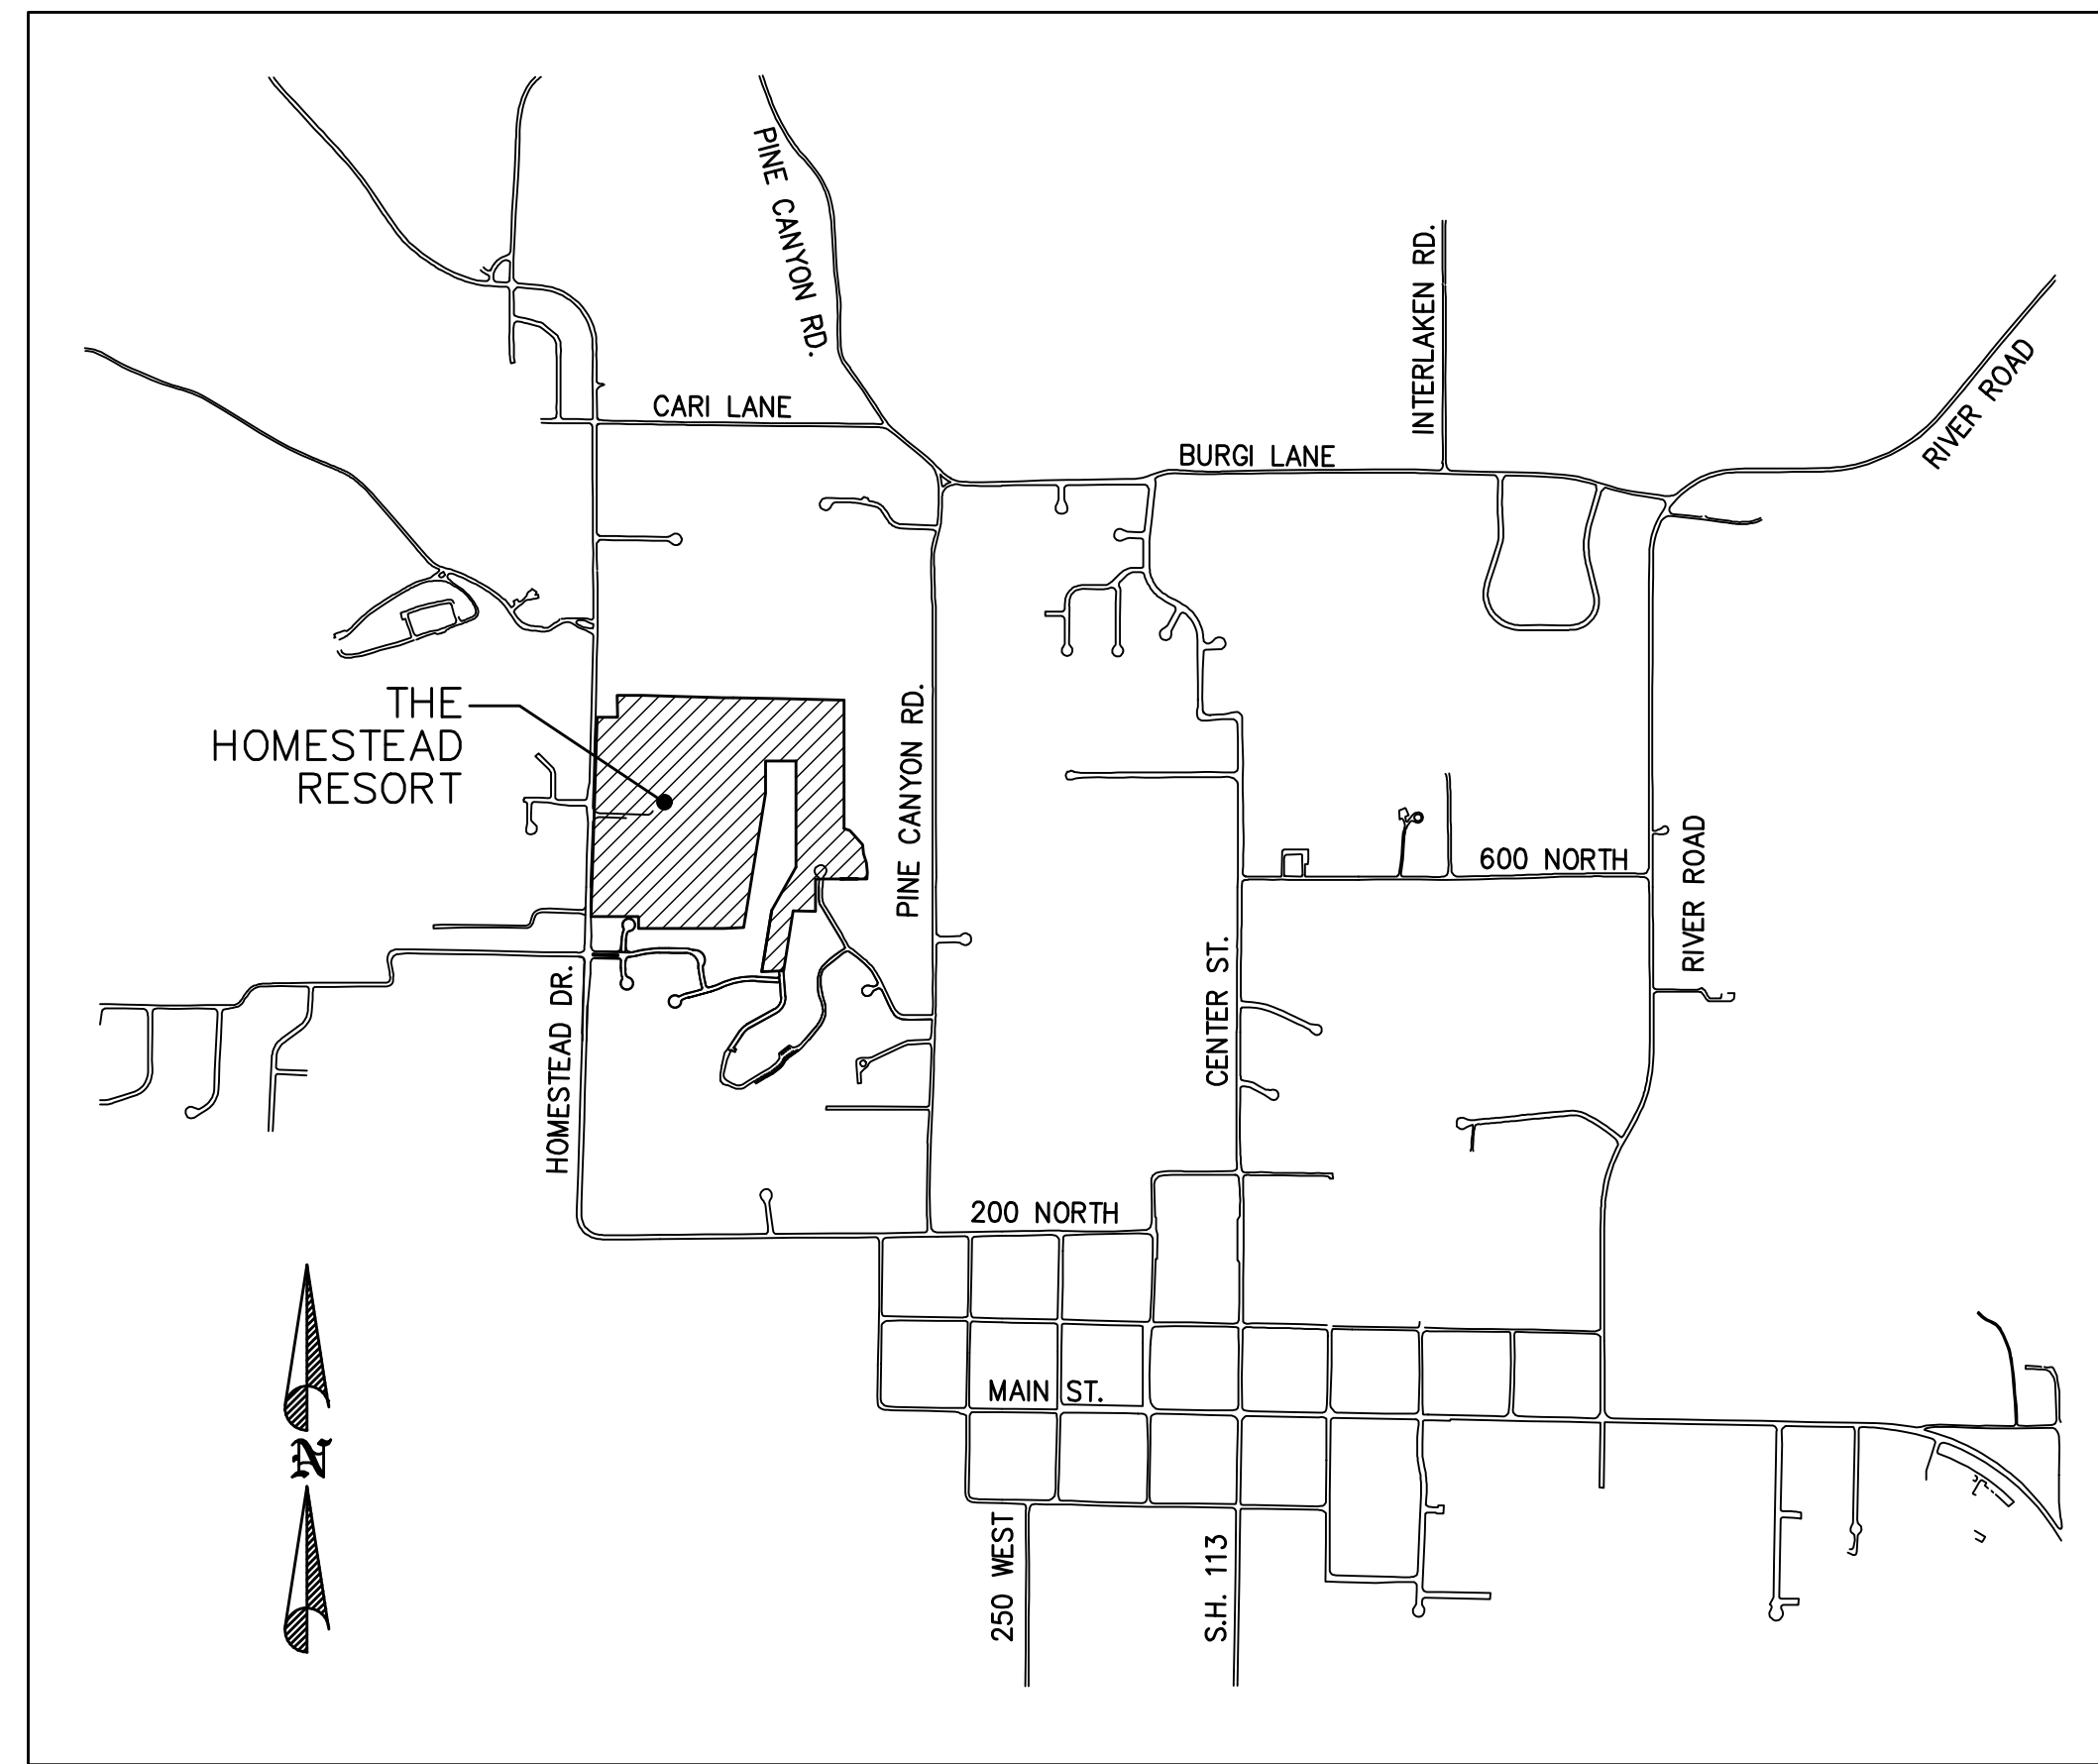 PINE CANYON RD.
INTERLAKEN RD.
CARI LANE
BURGI LANE
RIVER ROAD
THE
HOMESTEAD
RESORT
PINE CANYON RD.
600 NORTH
RIVER ROAD
CENTER ST.
HOMESTEAD DR.
200 NORTH
MAIN ST.
N
250 WEST
S.H. 113